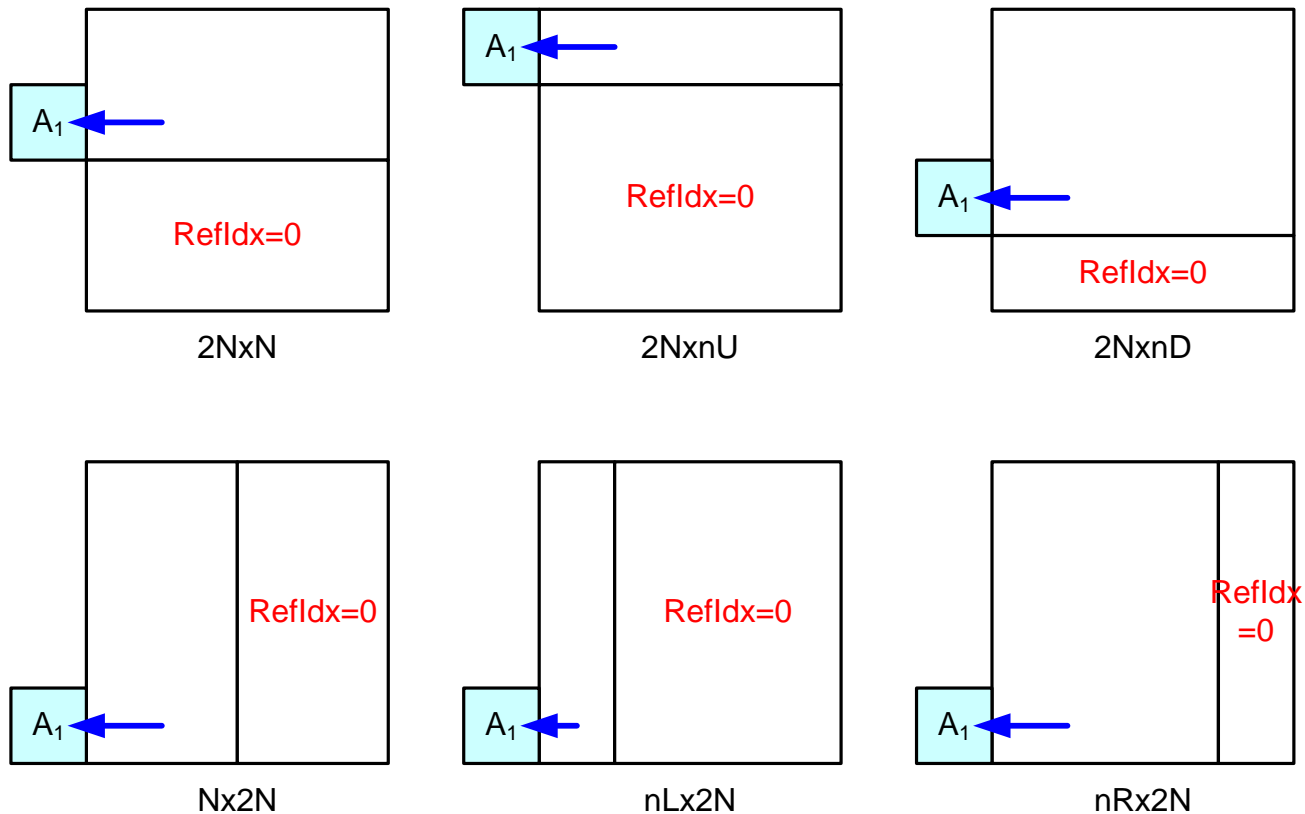 A₁
RefIdx=0
2NxN
A₁
RefIdx=0
2NxnU
A₁
RefIdx=0
2NxnD
A₁
RefIdx=0
Nx2N
A₁
RefIdx=0
nLx2N
A₁
RefIdx
=0
nRx2N